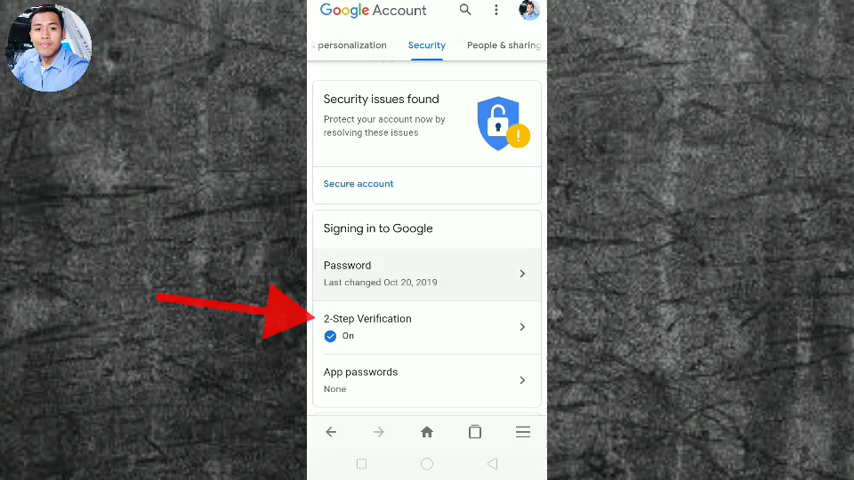 Google Account
personalization Security People & sharing
Security issues found
Protect your account now by
resolving these issues
Secure account
Signing in to Google
Password
Last changed Oct 20, 2019
2-Step Verification
On
App passwords
None